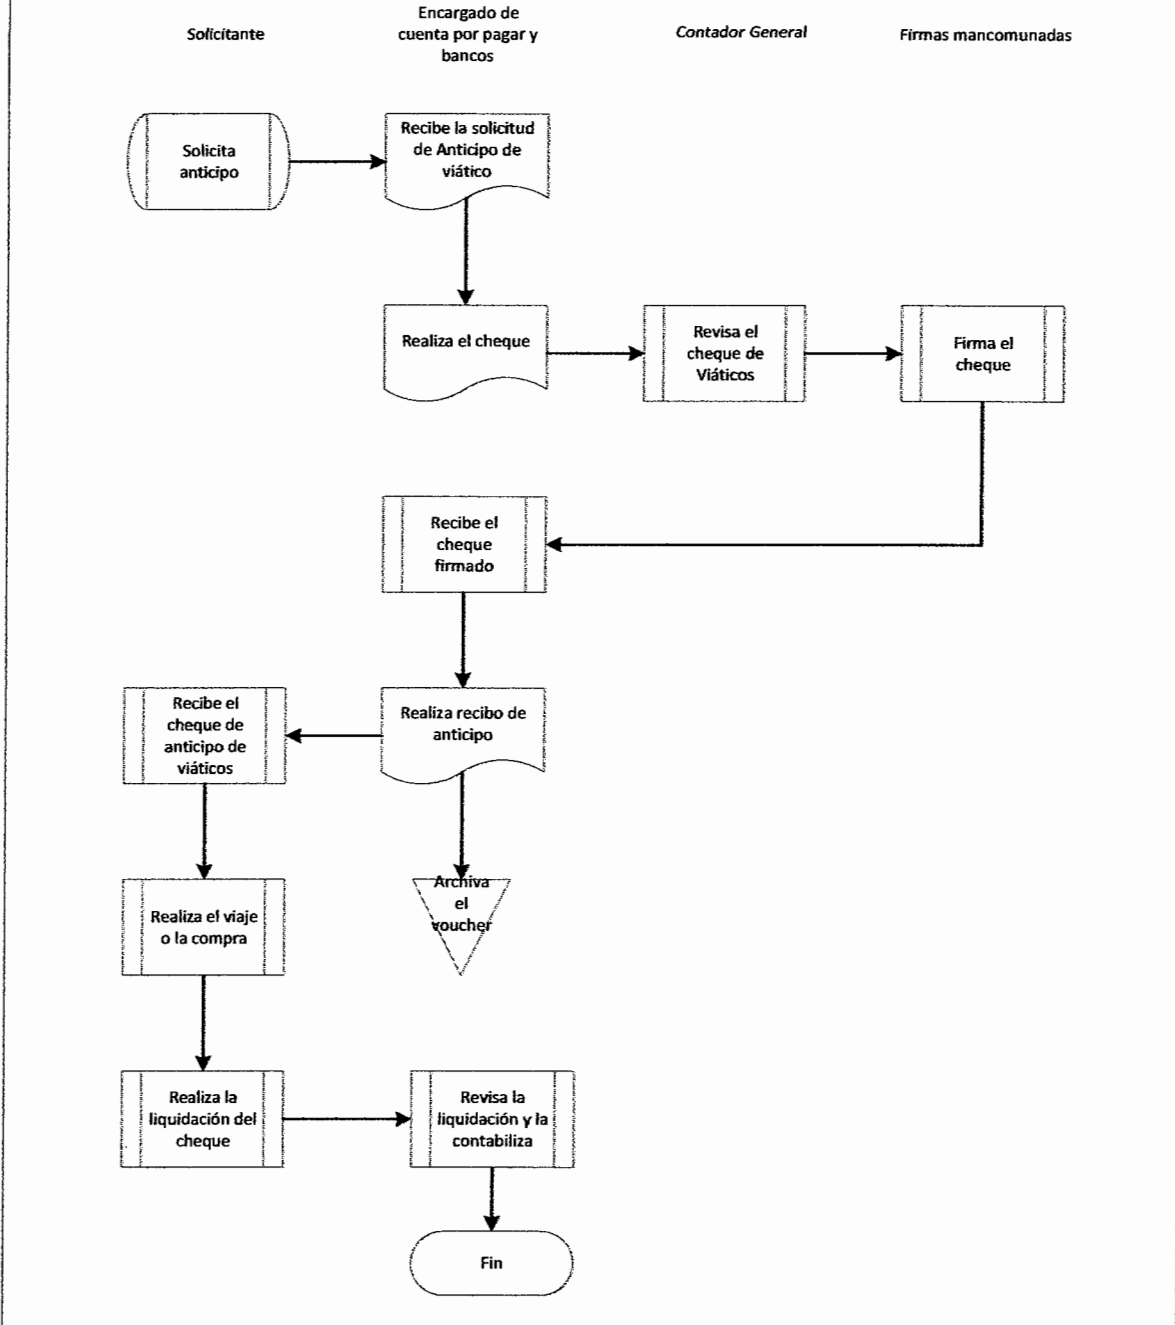 Solicitante
Encargado de
cuenta por pagar y
bancos
Contador General
Firmas mancomunadas
Solicita
anticipo
Recibe la solicitud
de Anticipo de
viático
Realiza el cheque
Revisa el
cheque de
Viáticos
Firma el
cheque
Recibe el
cheque
firmado
Recibe el
cheque de
anticipo de
viáticos
Realiza recibo de
anticipo
Realiza el viaje
o la compra
Archiva
el
voucher
Realiza la
liquidación del
cheque
Revisa la
liquidación y la
contabiliza
Fin